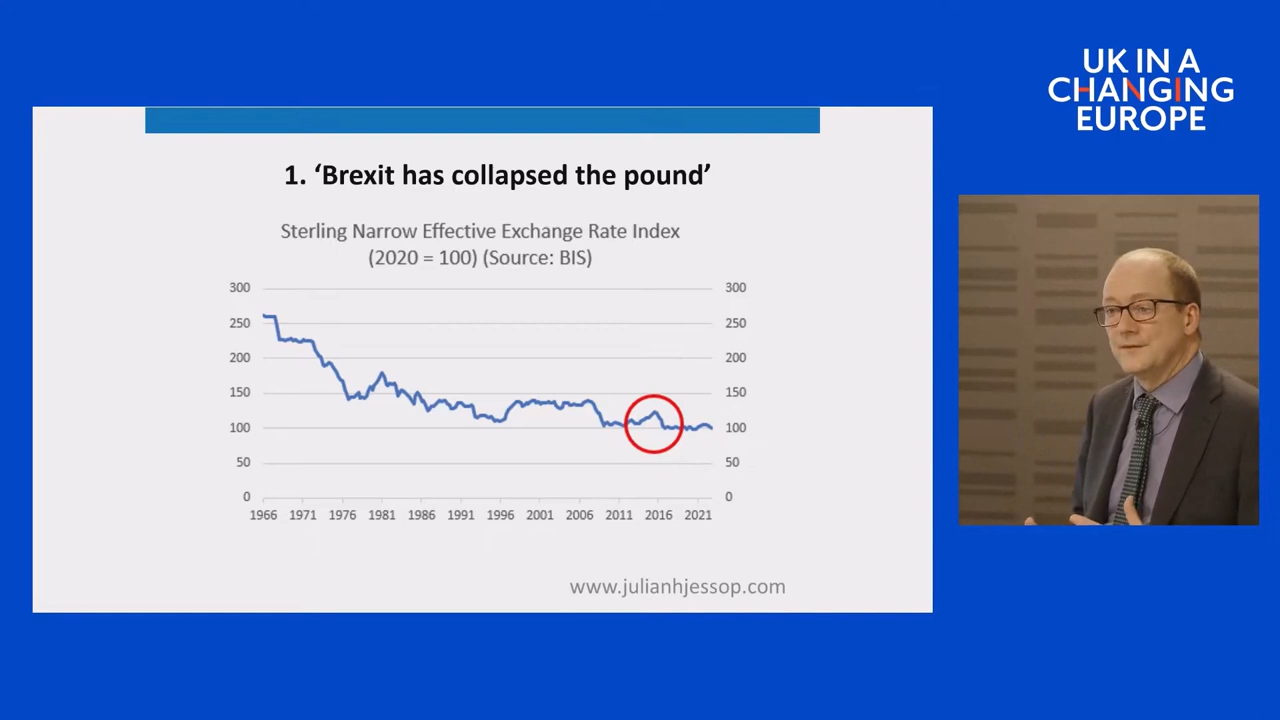 UK IN A
CHANGING
EUROPE
1. ‘Brexit has collapsed the pound’
Sterling Narrow Effective Exchange Rate Index
(2020 = 100) (Source: BIS)
300 300
250 250
200 200
150 150
100 100
50 50
0 0
1966 1971 1976 1981 1986 1991 1996 2001 2006 2011 2016 2021
www.julianhjessop.com